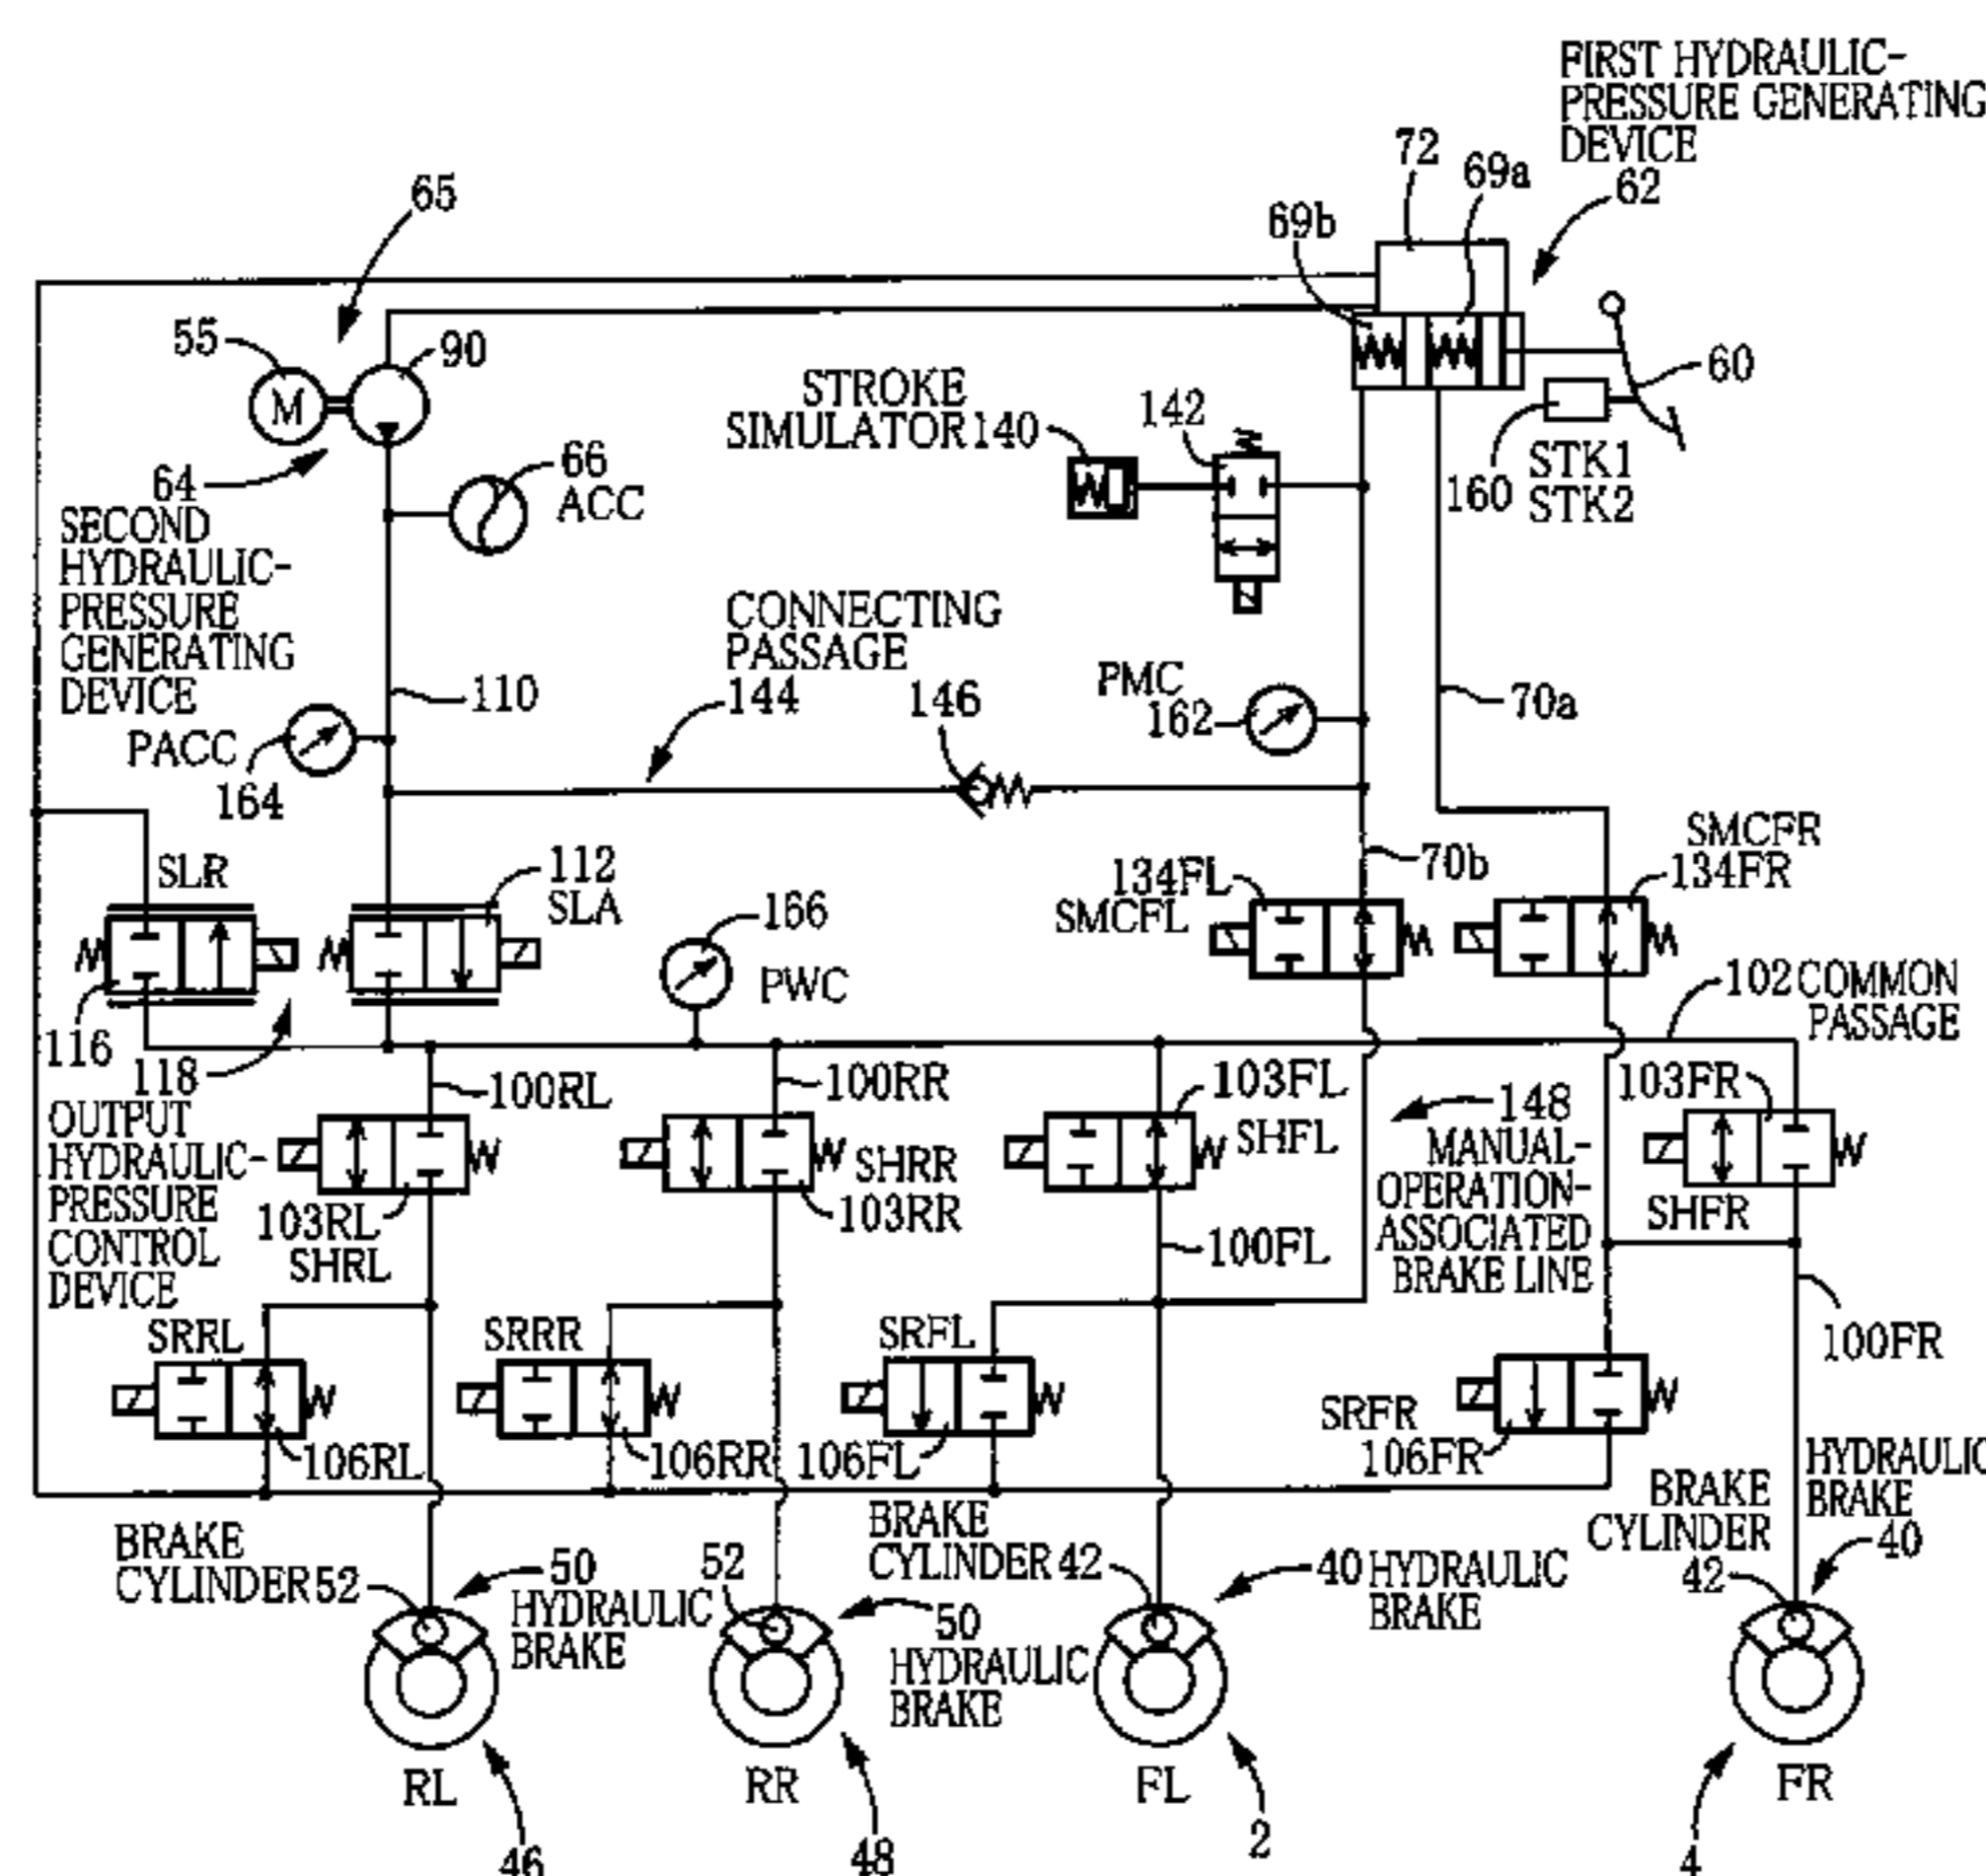 FIRST HYDRAULIC-
PRESSURE GENERATING
DEVICE
62
72
69a
69b
65
55
M
90
60
STROKE
SIMULATOR 140
142
160
STK1
STK2
64
SECOND
HYDRAULIC-
PRESSURE
GENERATING
DEVICE
66
ACC
CONNECTING
PASSAGE
144
146
110
PMC
162
70a
PACC
164
SLR
112
SLA
166
PWC
134FL
SMCFL
70b
SMCFR
134FR
102 COMMON
PASSAGE
116
118
OUTPUT
HYDRAULIC-
PRESSURE
CONTROL
DEVICE
100RL
100RR
103FL
SHFL
148
MANUAL-
OPERATION-
ASSOCIATED
BRAKE LINE
103FR
SHFR
103RL
SHRL
SHRR
103RR
100FL
100FR
SRRL
SRRR
SRFL
SRFR
106RL
106RR
106FL
106FR
BRAKE
CYLINDER 52
50
HYDRAULIC
BRAKE
52
50
HYDRAULIC
BRAKE
BRAKE
CYLINDER 42
40 HYDRAULIC
BRAKE
BRAKE
CYLINDER
42
HYDRAULIC
BRAKE
40
RL
RR
FL
FR
46
48
2
4